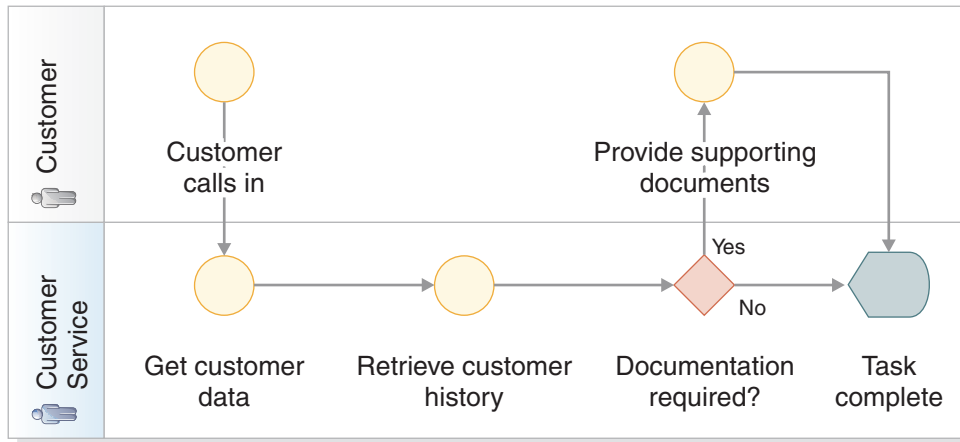 Customer
Customer
calls in
Provide supporting
documents
Customer
Service
Yes
No
Get customer
data
Retrieve customer
history
Documentation
required?
Task
complete